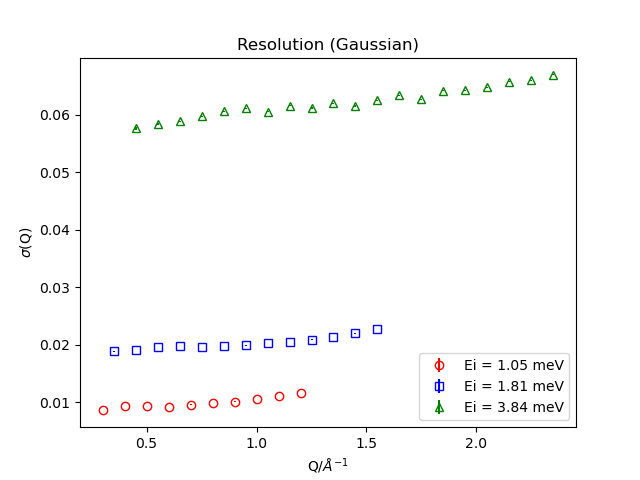 Resolution (Gaussian)
0.06
0.05
0.04
0.03
0.02
0.01
σ(Q)
0.5
1.0
1.5
2.0
Q/Å⁻¹
Ei = 1.05 meV
Ei = 1.81 meV
Ei = 3.84 meV